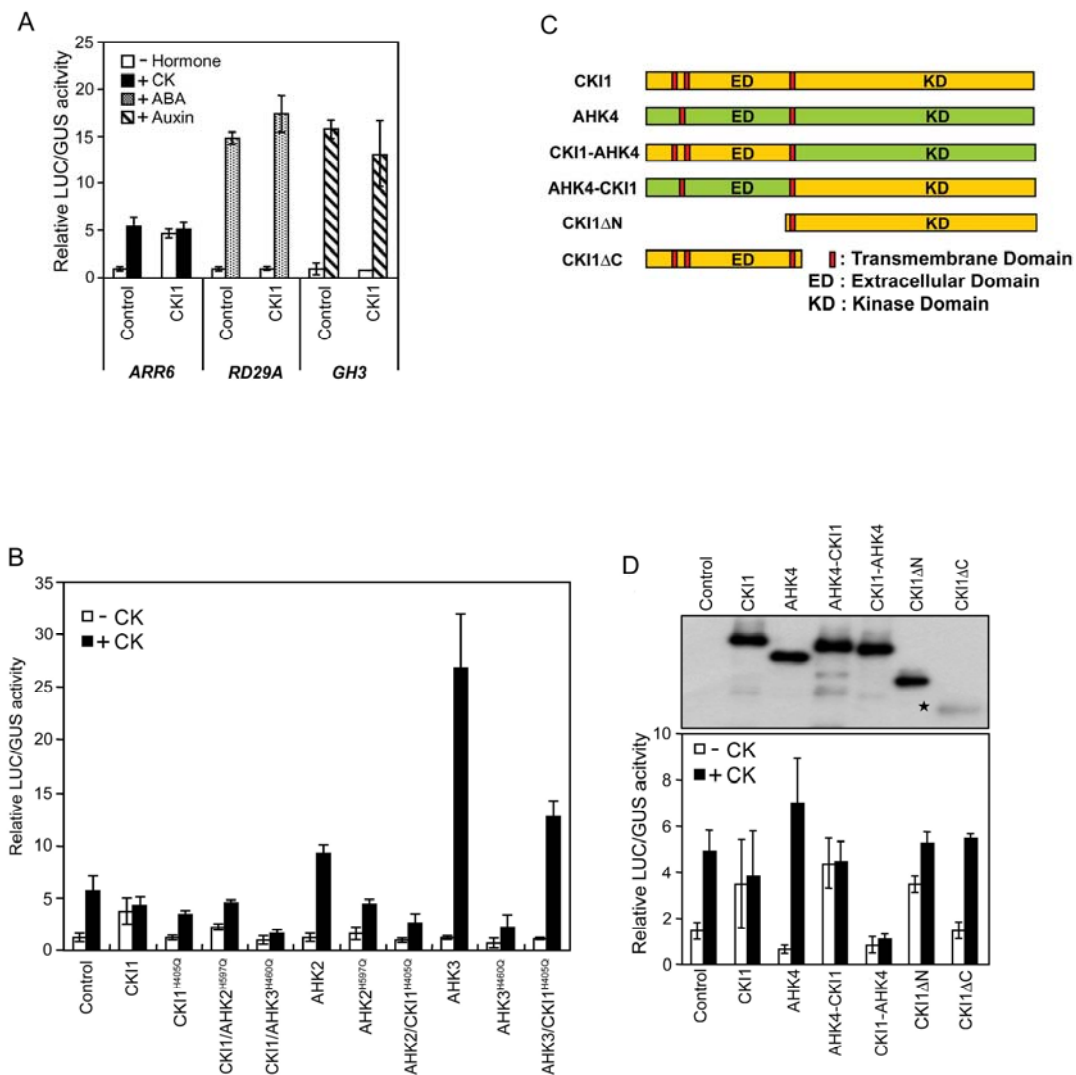 A
Relative LUC/GUS acitvity
25
20
15
10
5
0
- Hormone
+ CK
+ ABA
+ Auxin
Control
CKI1
Control
CKI1
Control
CKI1
ARR6
RD29A
GH3
C
CKI1
ED
KD
AHK4
ED
KD
CKI1-AHK4
ED
KD
AHK4-CKI1
ED
KD
CKI1ΔN
KD
CKI1ΔC
ED
: Transmembrane Domain
ED : Extracellular Domain
KD : Kinase Domain
B
Relative LUC/GUS activity
35
30
25
20
15
10
5
0
- CK
+ CK
Control
CKI1
CKI1H405Q
CKI1/AHK2H597Q
CKI1/AHK3H460Q
AHK2
AHK2H597Q
AHK2/CKI1H405Q
AHK3
AHK3H460Q
AHK3/CKI1H405Q
D
Control
CKI1
AHK4
AHK4-CKI1
CKI1-AHK4
CKI1ΔN
CKI1ΔC
★
Relative LUC/GUS acitvity
10
8
6
4
2
0
- CK
+ CK
Control
CKI1
AHK4
AHK4-CKI1
CKI1-AHK4
CKI1ΔN
CKI1ΔC